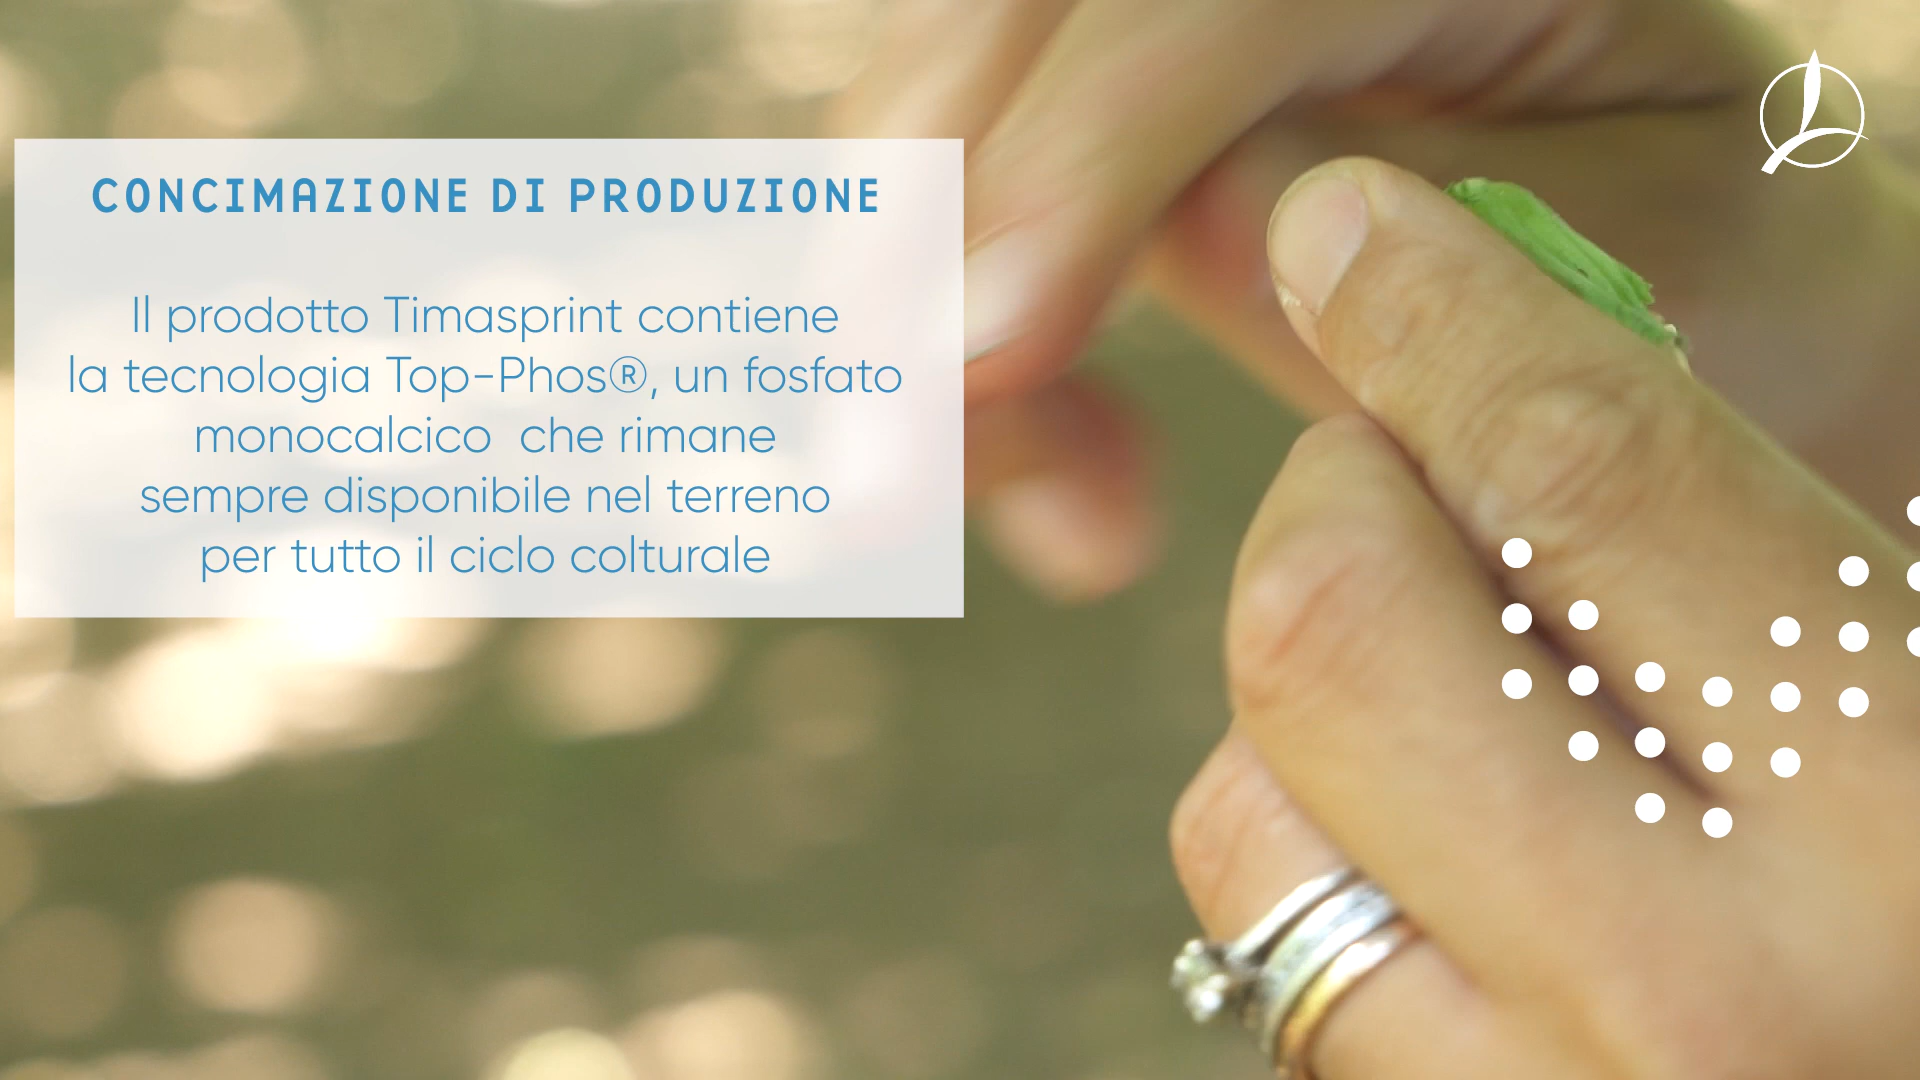 CONCIMAZIONE DI PRODUZIONE
Il prodotto Timasprint contiene
la tecnologia Top-Phos®, un fosfato
monocalcico  che rimane
sempre disponibile nel terreno
per tutto il ciclo colturale